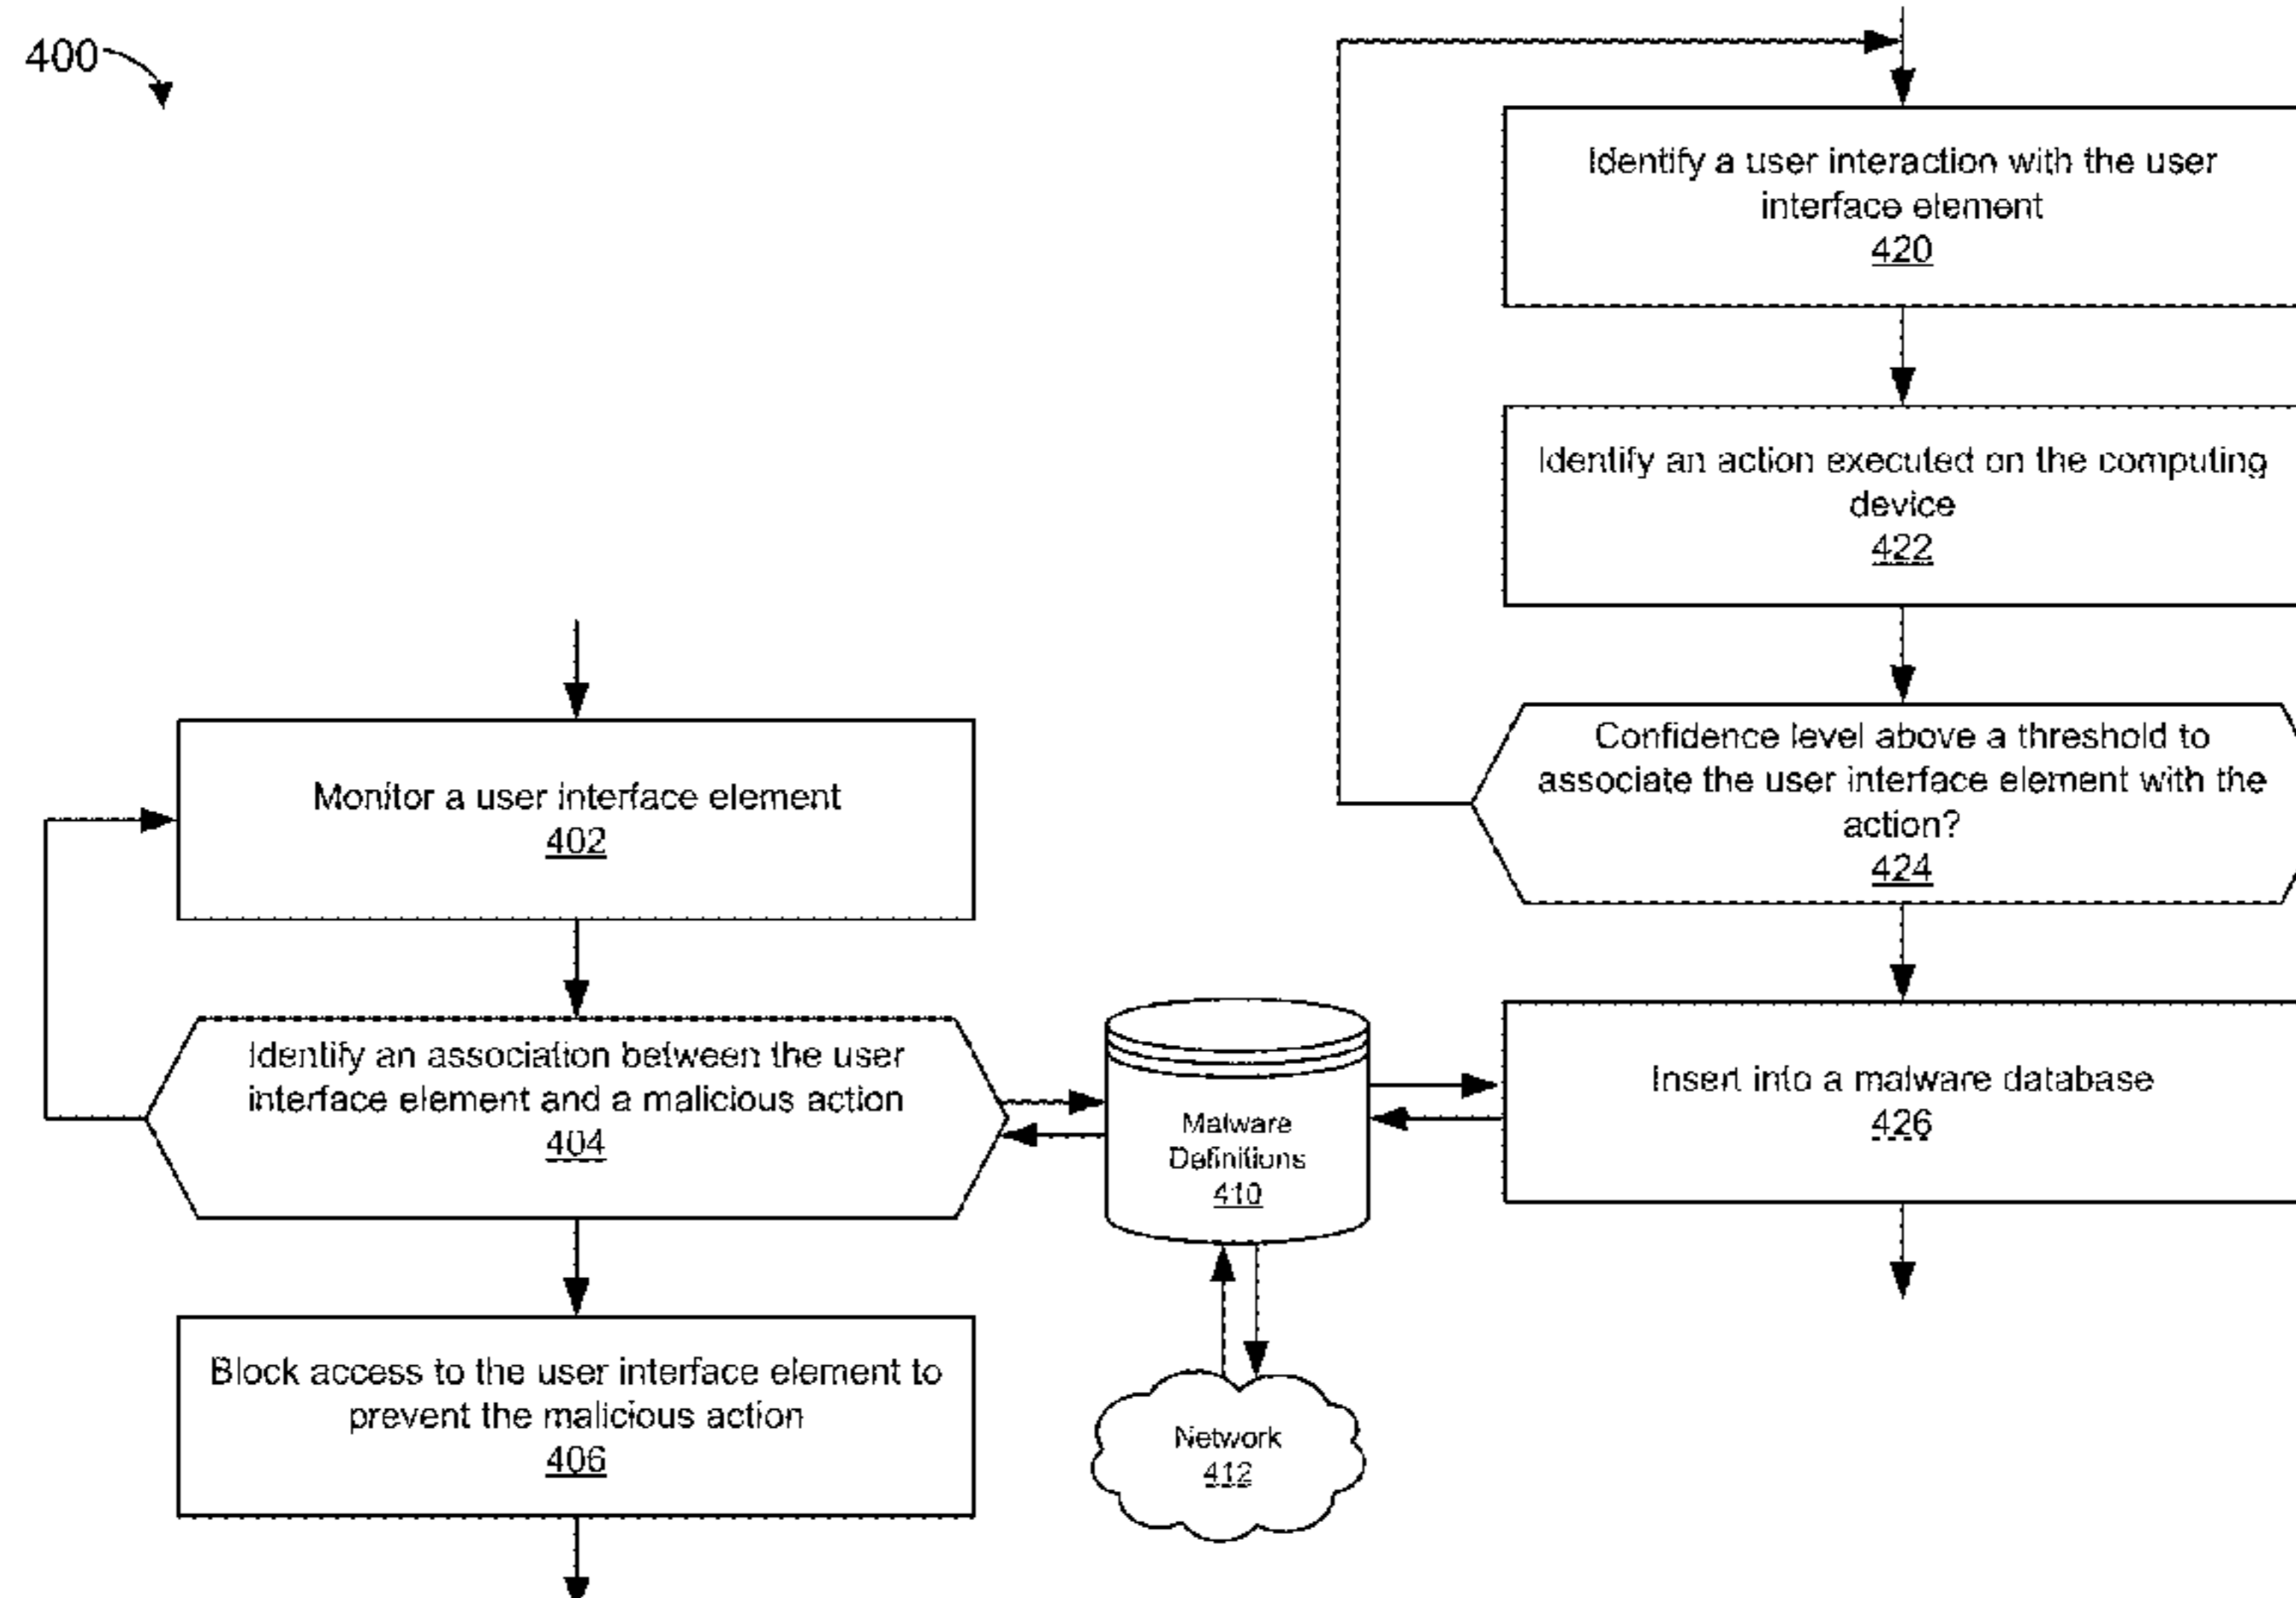 400
Identify a user interaction with the user
interface element
420
Identify an action executed on the computing
device
422
Confidence level above a threshold to
associate the user interface element with the
action?
424
Insert into a malware database
426
Monitor a user interface element
402
Identify an association between the user
interface element and a malicious action
404
Block access to the user interface element to
prevent the malicious action
406
Malware
Definitions
410
Network
412